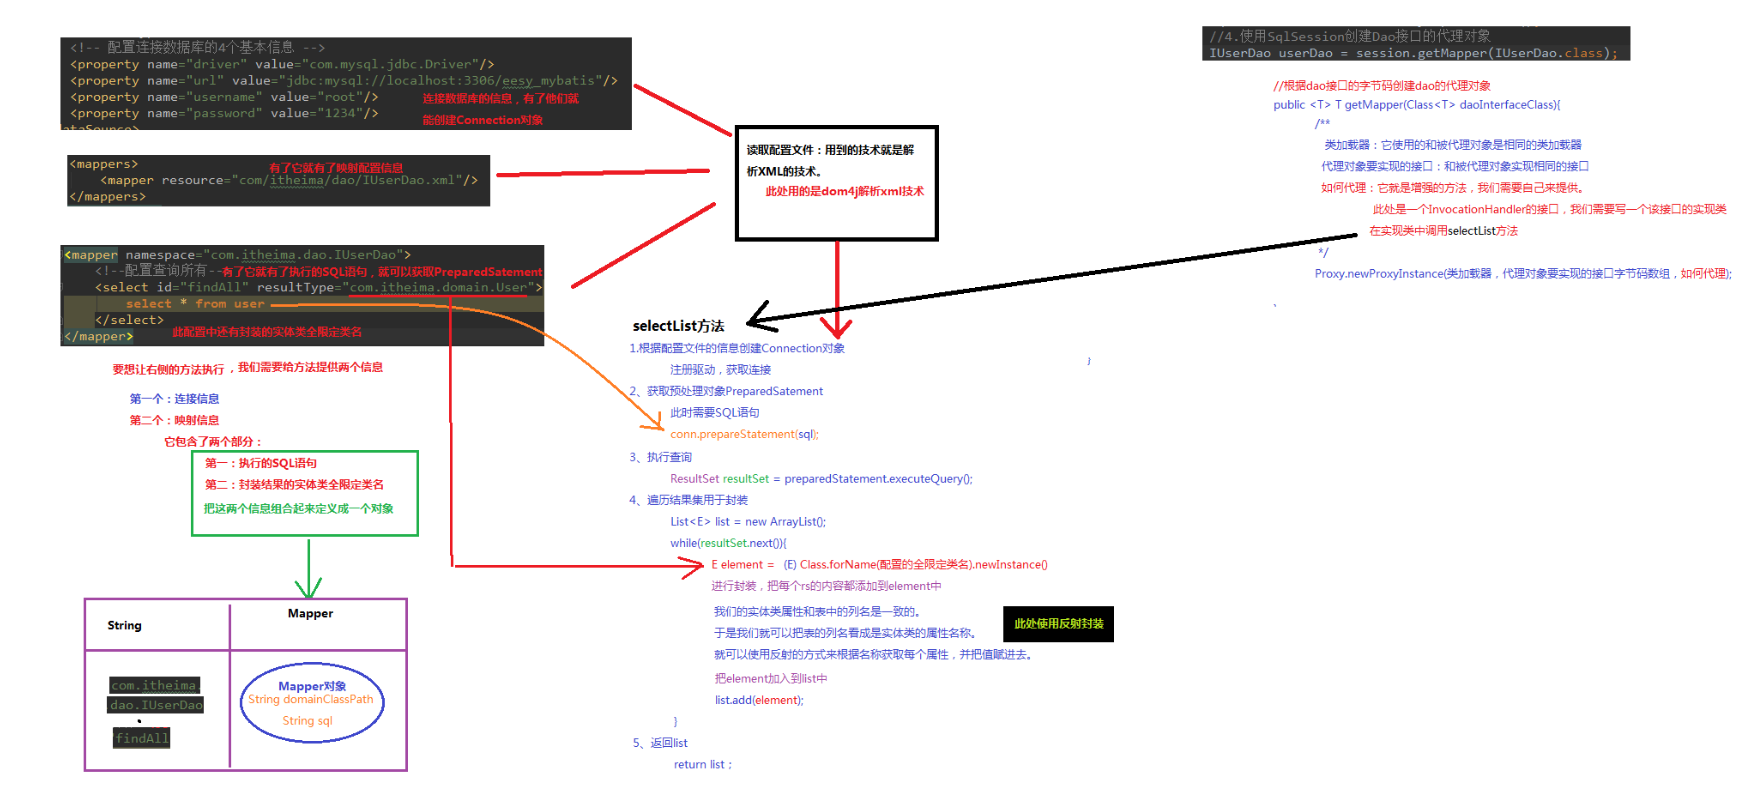 <!-- 配置连接数据库的4个基本信息 -->
<property name="driver" value="com.mysql.jdbc.Driver"/>
<property name="url" value="jdbc:mysql://localhost:3306/eesy_mybatis"/>
<property name="username" value="root"/>
<property name="password" value="1234"/>
连接数据库的信息，有了他们就
能创建Connection对象
dataSource>
<mappers>
有了它就有了映射配置信息
<mapper resource="com/itheima/dao/IUserDao.xml"/>
</mappers>
<mapper namespace="com.itheima.dao.IUserDao">
<!--配置查询所有--
有了它就有了执行的SQL语句，就可以获取PreparedSatement
<select id="findAll" resultType="com.itheima.domain.User">
select * from user
</select>
此配置中还有封装的实体类全限定类名
</mapper>
要想让右侧的方法执行，我们需要给方法提供两个信息
第一个：连接信息
第二个：映射信息
它包含了两个部分：
第一：执行的SQL语句
第二：封装结果的实体类全限定类名
把这两个信息组合起来定义成一个对象
String
Mapper
com.itheima.
dao.IUserDao
.
findAll
Mapper对象
String domainClassPath
String sql
读取配置文件：用到的技术就是解
析XML的技术。
此处用的是dom4j解析xml技术
selectList方法
1.根据配置文件的信息创建Connection对象
注册驱动，获取连接
2、获取预处理对象PreparedSatement
此时需要SQL语句
conn.prepareStatement(sql);
3、执行查询
ResultSet resultSet = preparedStatement.executeQuery();
4、遍历结果集用于封装
List<E> list = new ArrayList();
while(resultSet.next()){
E element = (E) Class.forName(配置的全限定类名).newInstance()
进行封装，把每个rs的内容都添加到element中
我们的实体类属性和表中的列名是一致的。
于是我们就可以把表的列名看成是实体类的属性名称。
就可以使用反射的方式来根据名称获取每个属性，并把值赋进去。
此处使用反射封装
把element加入到list中
list.add(element);
}
5、返回list
return list；
//4.使用SqlSession创建Dao接口的代理对象
IUserDao userDao = session.getMapper(IUserDao.class);
//根据dao接口的字节码创建dao的代理对象
public <T> T getMapper(Class<T> daoInterfaceClass){
/**
类加载器：它使用的和被代理对象是相同的类加载器
代理对象要实现的接口：和被代理对象实现相同的接口
如何代理：它就是增强的方法，我们需要自己来提供。
此处是一个InvocationHandler的接口，我们需要写一个该接口的实现类
在实现类中调用selectList方法
*/
Proxy.newProxyInstance(类加载器，代理对象要实现的接口字节码数组，如何代理);
}